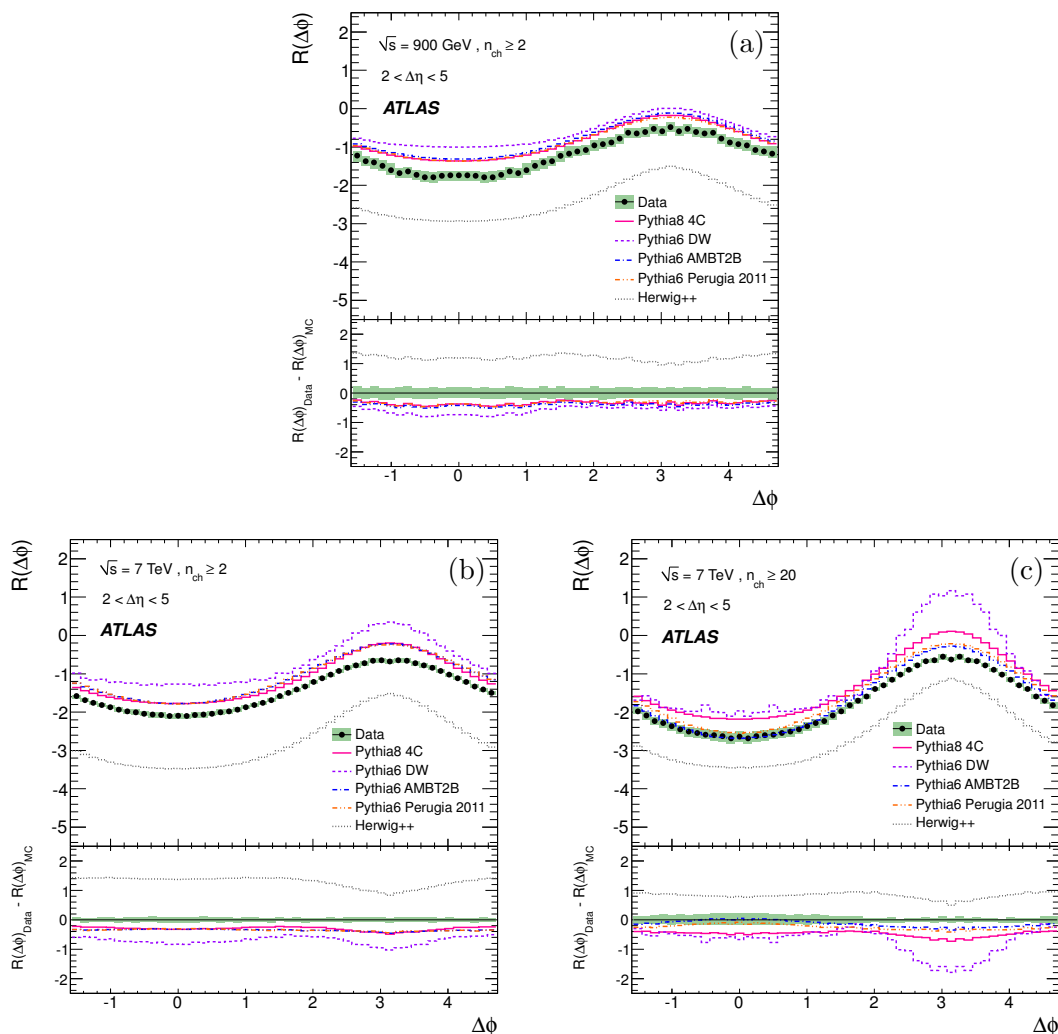 R(Δφ)
√s = 900 GeV , n_ch ≥ 2
(a)
2 < Δη < 5
ATLAS
2
1
0
-1
-2
-3
-4
-5
Data
Pythia8 4C
Pythia6 DW
Pythia6 AMBT2B
Pythia6 Perugia 2011
Herwig++
R(Δφ)_Data - R(Δφ)_MC
2
1
0
-1
-2
-1 0 1 2 3 4
Δφ
R(Δφ)
√s = 7 TeV , n_ch ≥ 2
(b)
2 < Δη < 5
ATLAS
2
1
0
-1
-2
-3
-4
-5
Data
Pythia8 4C
Pythia6 DW
Pythia6 AMBT2B
Pythia6 Perugia 2011
Herwig++
R(Δφ)_Data - R(Δφ)_MC
2
1
0
-1
-2
-1 0 1 2 3 4
Δφ
R(Δφ)
√s = 7 TeV , n_ch ≥ 20
(c)
2 < Δη < 5
ATLAS
2
1
0
-1
-2
-3
-4
-5
Data
Pythia8 4C
Pythia6 DW
Pythia6 AMBT2B
Pythia6 Perugia 2011
Herwig++
R(Δφ)_Data - R(Δφ)_MC
2
1
0
-1
-2
-1 0 1 2 3 4
Δφ